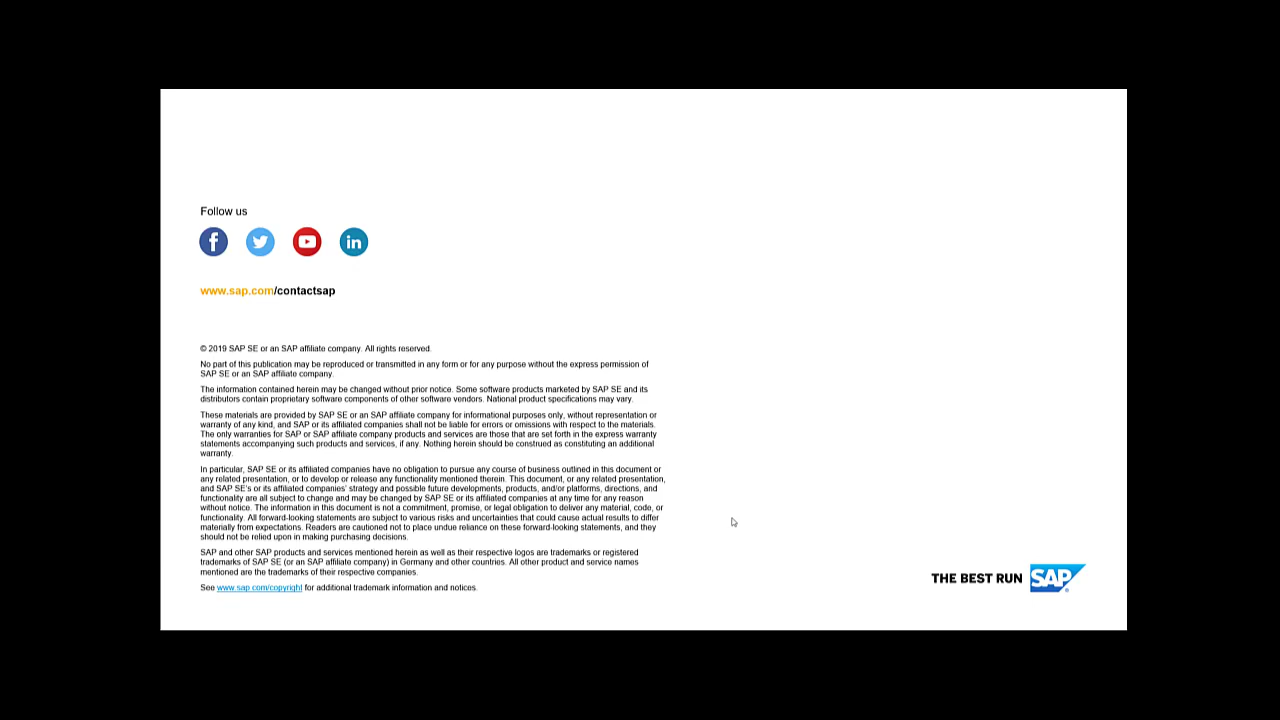 Follow us
f
in
www.sap.com/contactsap
© 2019 SAP SE or an SAP affiliate company. All rights reserved.
No part of this publication may be reproduced or transmitted in any form or for any purpose without the express permission of
SAP SE or an SAP affiliate company.
The information contained herein may be changed without prior notice. Some software products marketed by SAP SE and its
distributors contain proprietary software components of other software vendors. National product specifications may vary.
These materials are provided by SAP SE or an SAP affiliate company for informational purposes only, without representation or
warranty of any kind, and SAP or its affiliated companies shall not be liable for errors or omissions with respect to the materials.
The only warranties for SAP or SAP affiliate company products and services are those that are set forth in the express warranty
statements accompanying such products and services, if any. Nothing herein should be construed as constituting an additional
warranty.
In particular, SAP SE or its affiliated companies have no obligation to pursue any course of business outlined in this document or
any related presentation, or to develop or release any functionality mentioned therein. This document, or any related presentation,
and SAP SE's or its affiliated companies' strategy and possible future developments, products, and/or platforms, directions, and
functionality are all subject to change and may be changed by SAP SE or its affiliated companies at any time for any reason
without notice. The information in this document is not a commitment, promise, or legal obligation to deliver any material, code, or
functionality. All forward-looking statements are subject to various risks and uncertainties that could cause actual results to differ
materially from expectations. Readers are cautioned not to place undue reliance on these forward-looking statements, and they
should not be relied upon in making purchasing decisions.
SAP and other SAP products and services mentioned herein as well as their respective logos are trademarks or registered
trademarks of SAP SE (or an SAP affiliate company) in Germany and other countries. All other product and service names
mentioned are the trademarks of their respective companies.
See www.sap.com/copyright for additional trademark information and notices.
THE BEST RUN SAP®